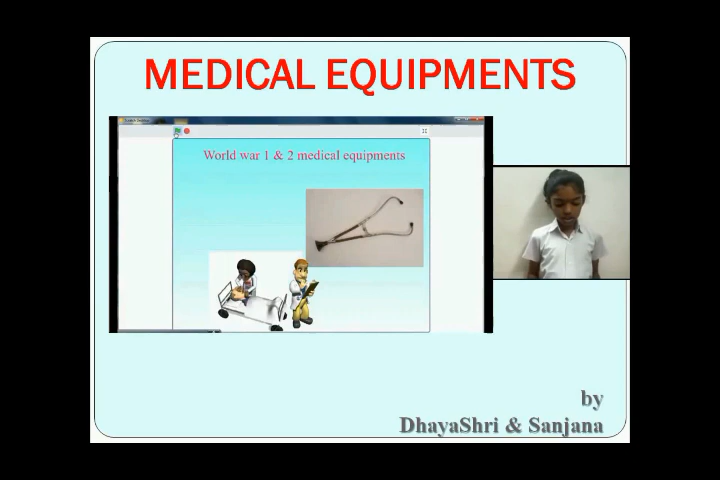 MEDICAL EQUIPMENTS
World war 1 & 2 medical equipments
by
DhayaShri & Sanjana